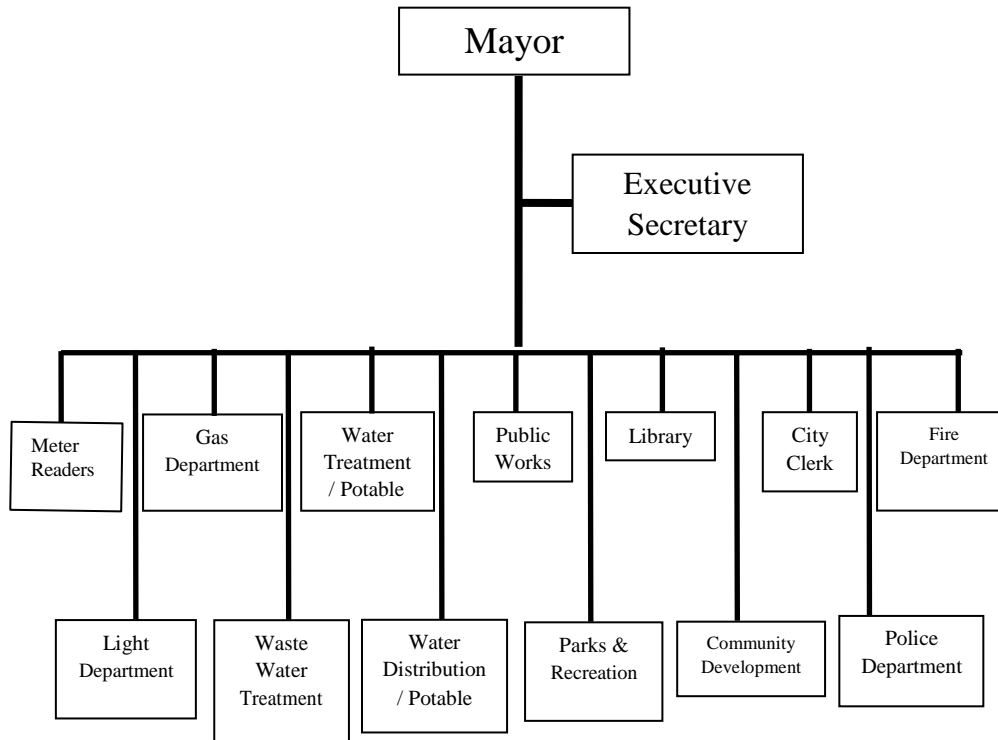 Mayor
Executive
Secretary
Meter
Readers
Gas
Department
Water
Treatment
/ Potable
Public
Works
Library
City
Clerk
Fire
Department
Light
Department
Waste
Water
Treatment
Water
Distribution
/ Potable
Parks &
Recreation
Community
Development
Police
Department